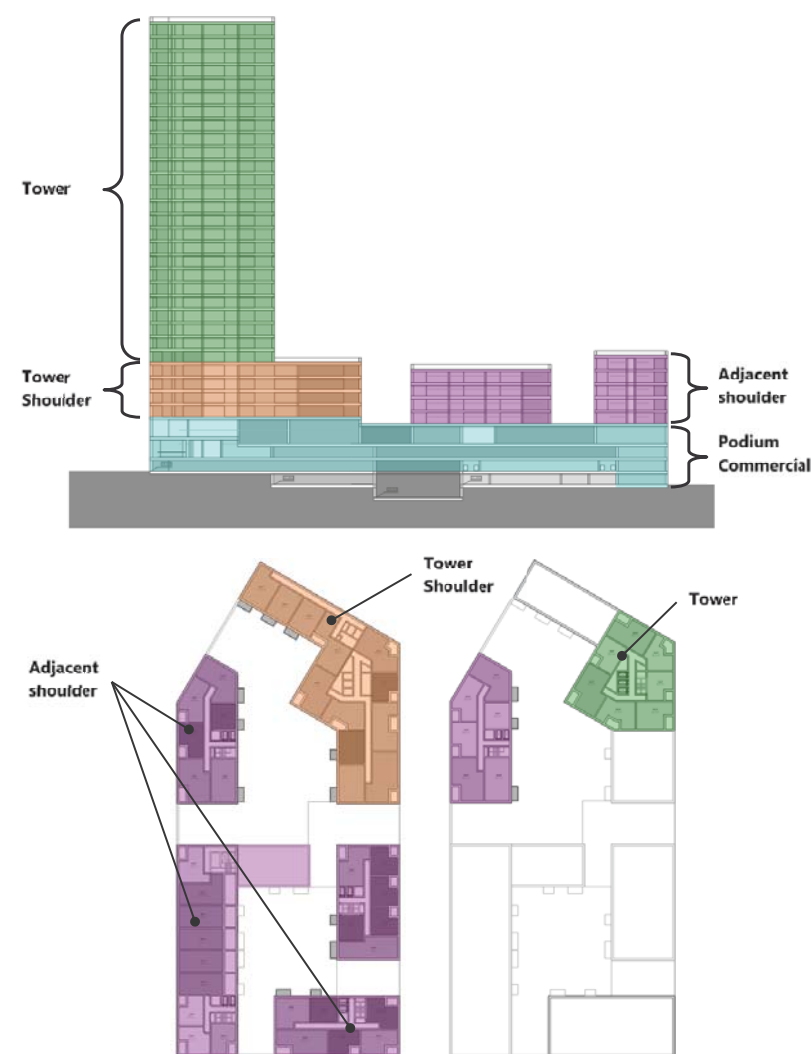 Tower
Tower
Shoulder
Adjacent
shoulder
Podium
Commercial
Tower
Shoulder
Tower
Adjacent
shoulder